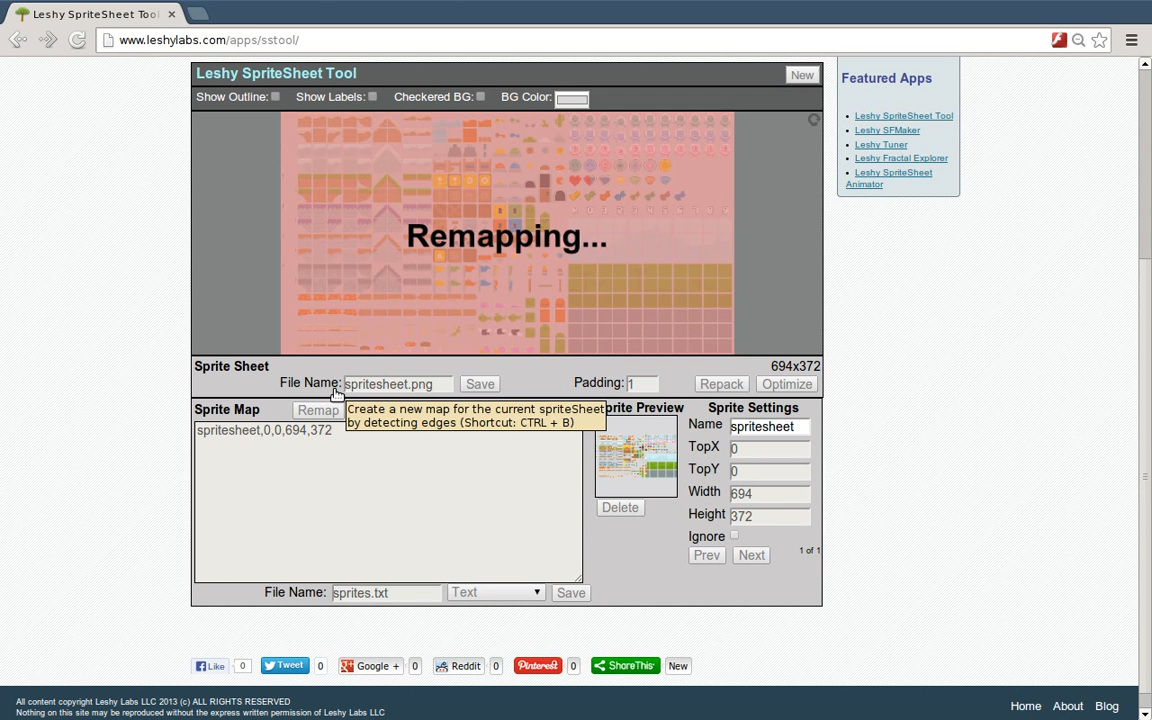 Leshy SpriteSheet Too
www.leshylabs.com/apps/sstool/
Leshy SpriteSheet Tool
New
Show Outline:
Show Labels:
Checkered BG:
BG Color:
Remapping...
Sprite Sheet
694x372
File Name:
spritesheet.png
Save
Padding:
1
Repack
Optimize
Sprite Map
Remap
Create a new map for the current spriteSheet
by detecting edges (Shortcut: CTRL + B)
spritesheet,0,0,694,372
File Name:
sprites.txt
Text
Save
prite Preview
Delete
Sprite Settings
Name
spritesheet
TopX
0
TopY
0
Width
694
Height
372
Ignore
Prev
Next
1 of 1
Featured Apps
Leshy SpriteSheet Tool
Leshy SFMaker
Leshy Tuner
Leshy Fractal Explorer
Leshy SpriteSheet
Animator
Like
0
Tweet
0
Google +
0
Reddit
0
Pinterest
0
ShareThis
New
All content copyright Leshy Labs LLC 2013 (c) ALL RIGHTS RESERVED
Nothing on this site may be reproduced without the express written permission of Leshy Labs LLC
Home
About
Blog